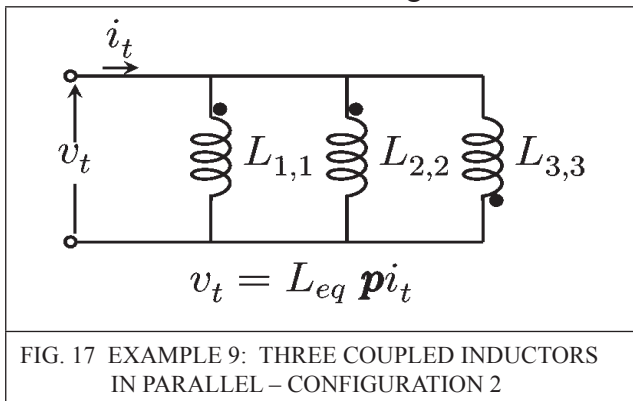 i_t
v_t
L_{1,1} L_{2,2} L_{3,3}
v_t = L_{eq} p i_t
FIG. 17 EXAMPLE 9: THREE COUPLED INDUCTORS
IN PARALLEL – CONFIGURATION 2